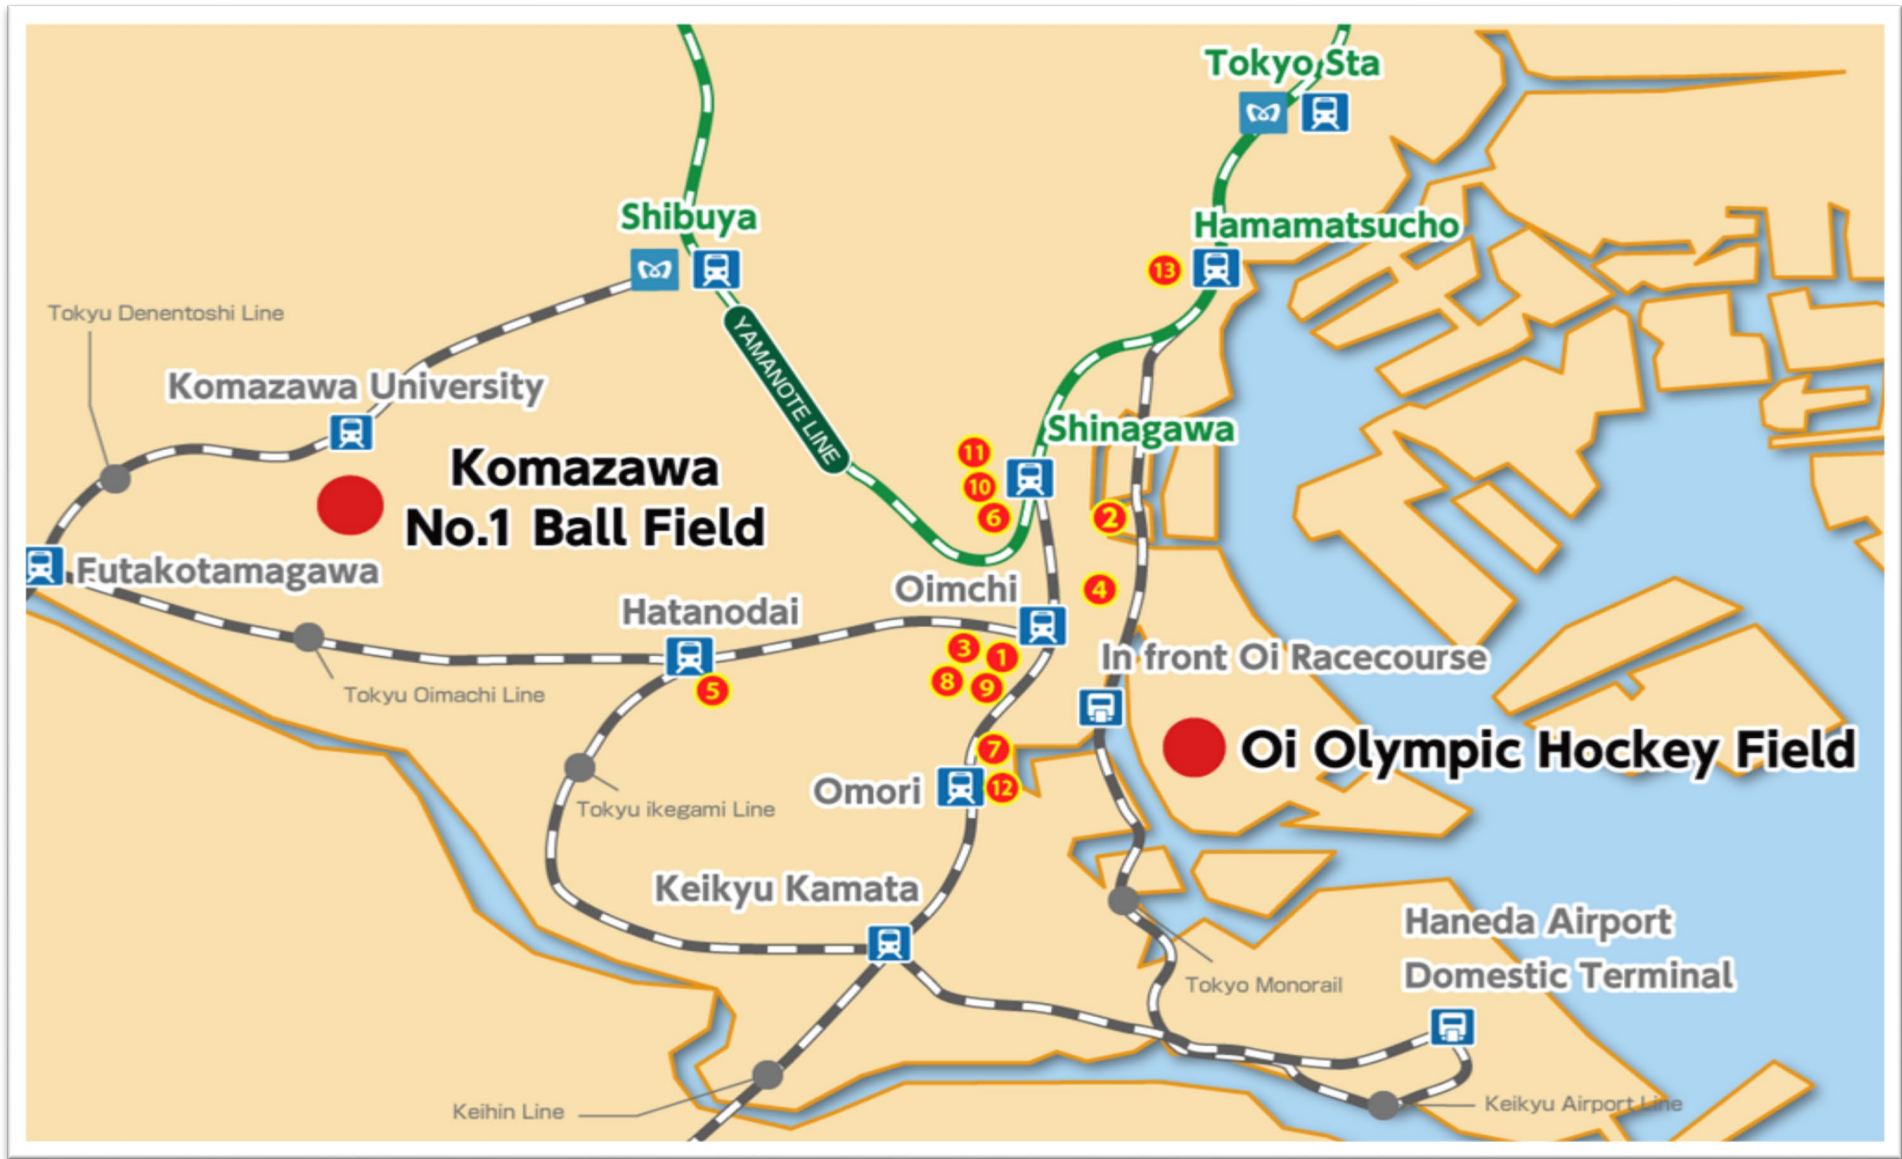 Tokyo Sta
Shibuya
Hamamatsucho
13
Tokyu Denentoshi Line
YAMANOTE LINE
Komazawa University
Shinagawa
11
10
6
2
Komazawa
No.1 Ball Field
Futakotamagawa
Oimchi
4
Hatanodai
3
1
8
9
5
In front Oi Racecourse
Tokyu Oimachi Line
7
Oi Olympic Hockey Field
Omori
12
Tokyu ikegami Line
Keikyu Kamata
Haneda Airport
Domestic Terminal
Tokyo Monorail
Keihin Line
Keikyu Airport Line